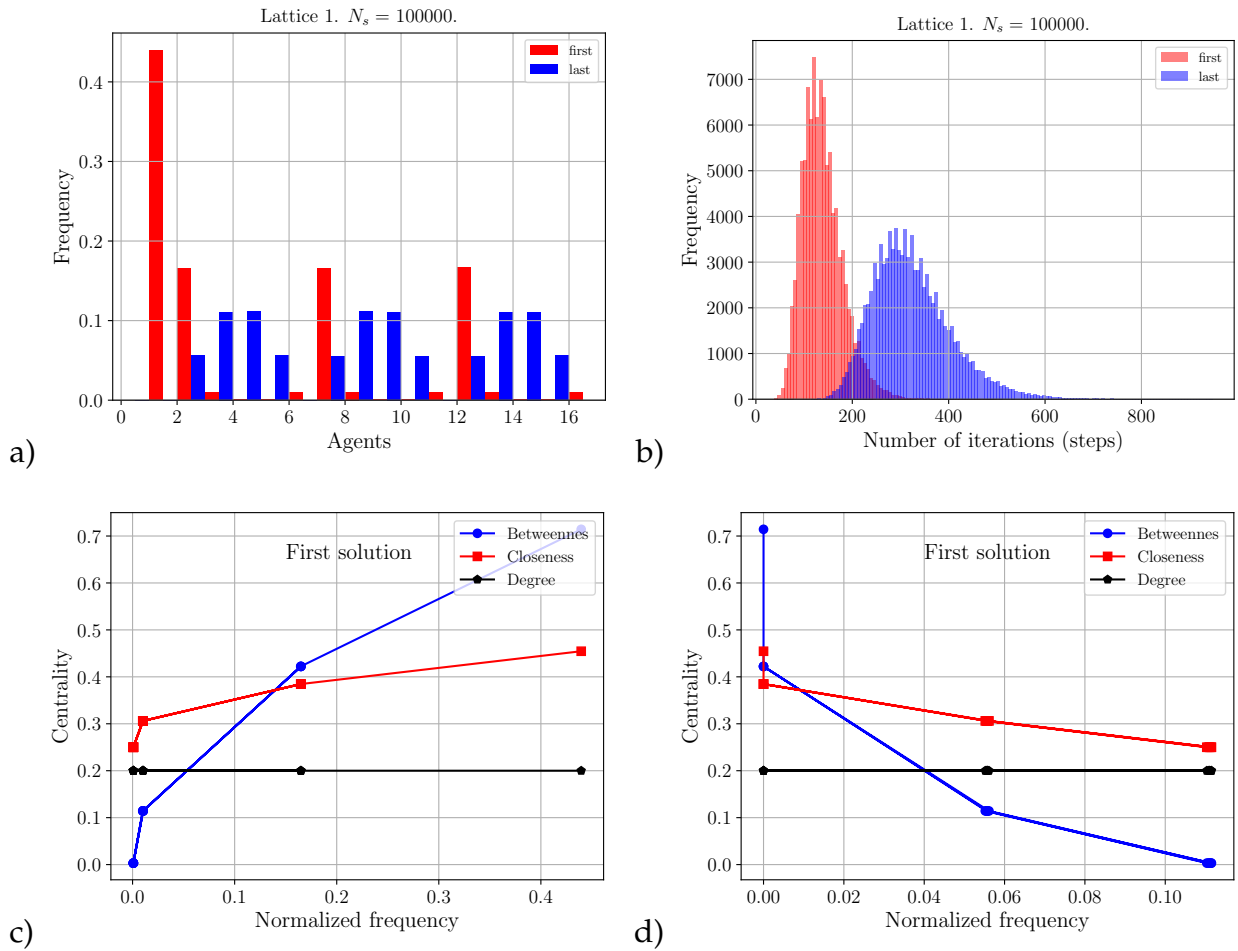 Lattice 1. N_s = 100000.
first
last
Frequency
0.4
0.3
0.2
0.1
0.0
0 2 4 6 8 10 12 14 16
Agents
a)
Lattice 1. N_s = 100000.
first
last
Frequency
7000
6000
5000
4000
3000
2000
1000
0
0 200 400 600 800
Number of iterations (steps)
b)
Betweennes
Closeness
Degree
First solution
Centrality
0.7
0.6
0.5
0.4
0.3
0.2
0.1
0.0
0.0 0.1 0.2 0.3 0.4
Normalized frequency
c)
Betweennes
Closeness
Degree
First solution
Centrality
0.7
0.6
0.5
0.4
0.3
0.2
0.1
0.0
0.00 0.02 0.04 0.06 0.08 0.10
Normalized frequency
d)